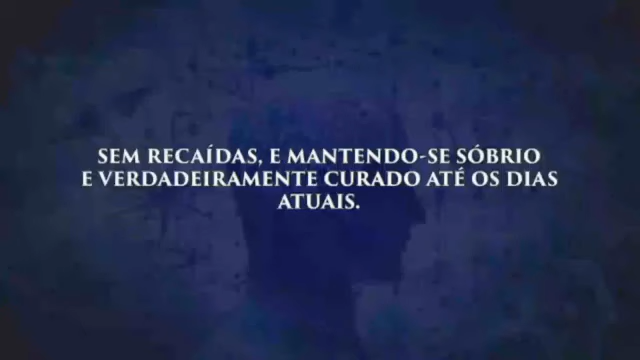 SEM RECAÍDAS, E MANTENDO-SE SÓBRIO
E VERDADEIRAMENTE CURADO ATÉ OS DIAS
ATUAIS.